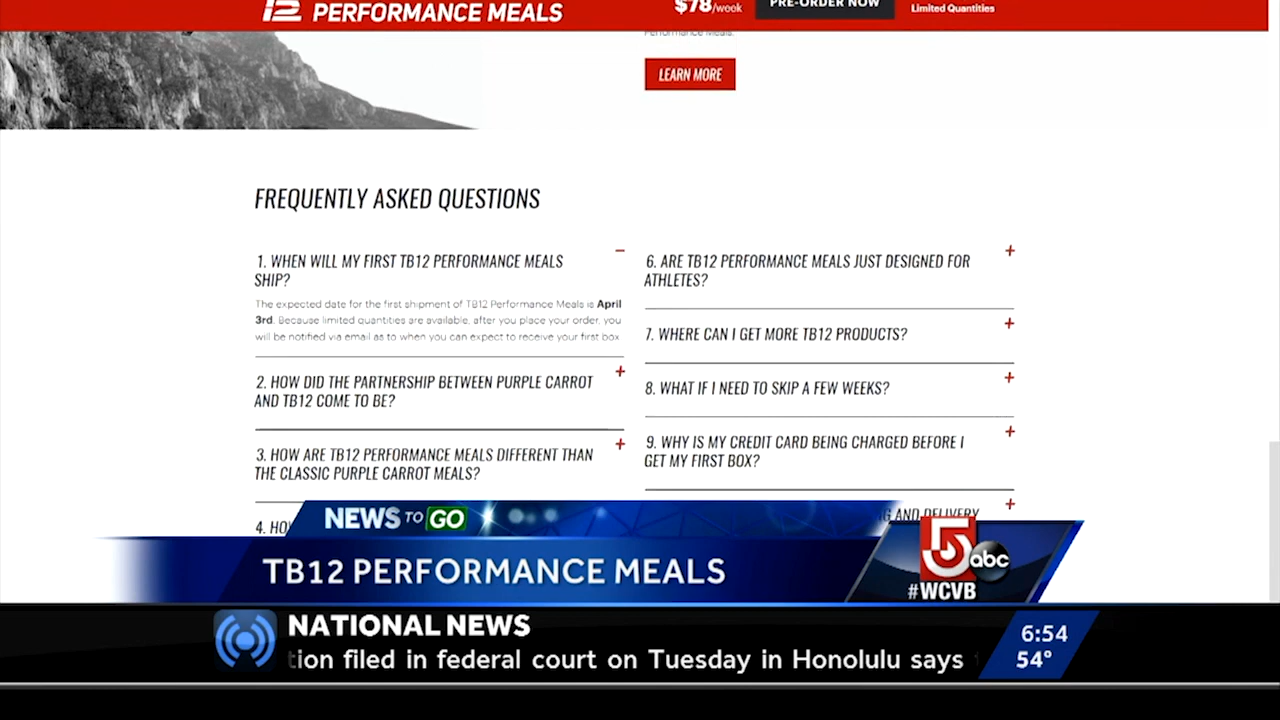 PERFORMANCE MEALS
$78/week
PRE-ORDER NOW
Limited Quantities
Performance Meals.
LEARN MORE
FREQUENTLY ASKED QUESTIONS
1. WHEN WILL MY FIRST TB12 PERFORMANCE MEALS
SHIP?
The expected date for the first shipment of TB12 Performance Meals is April
3rd. Because limited quantities are available, after you place your order, you
will be notified via email as to when you can expect to receive your first box
2. HOW DID THE PARTNERSHIP BETWEEN PURPLE CARROT
AND TB12 COME TO BE?
3. HOW ARE TB12 PERFORMANCE MEALS DIFFERENT THAN
THE CLASSIC PURPLE CARROT MEALS?
4. HO
6. ARE TB12 PERFORMANCE MEALS JUST DESIGNED FOR
ATHLETES?
7. WHERE CAN I GET MORE TB12 PRODUCTS?
8. WHAT IF I NEED TO SKIP A FEW WEEKS?
9. WHY IS MY CREDIT CARD BEING CHARGED BEFORE I
GET MY FIRST BOX?
G AND DELIVERY
NEWS TO GO
TB12 PERFORMANCE MEALS
5 abc
#WCVB
NATIONAL NEWS
tion filed in federal court on Tuesday in Honolulu says
6:54
54°